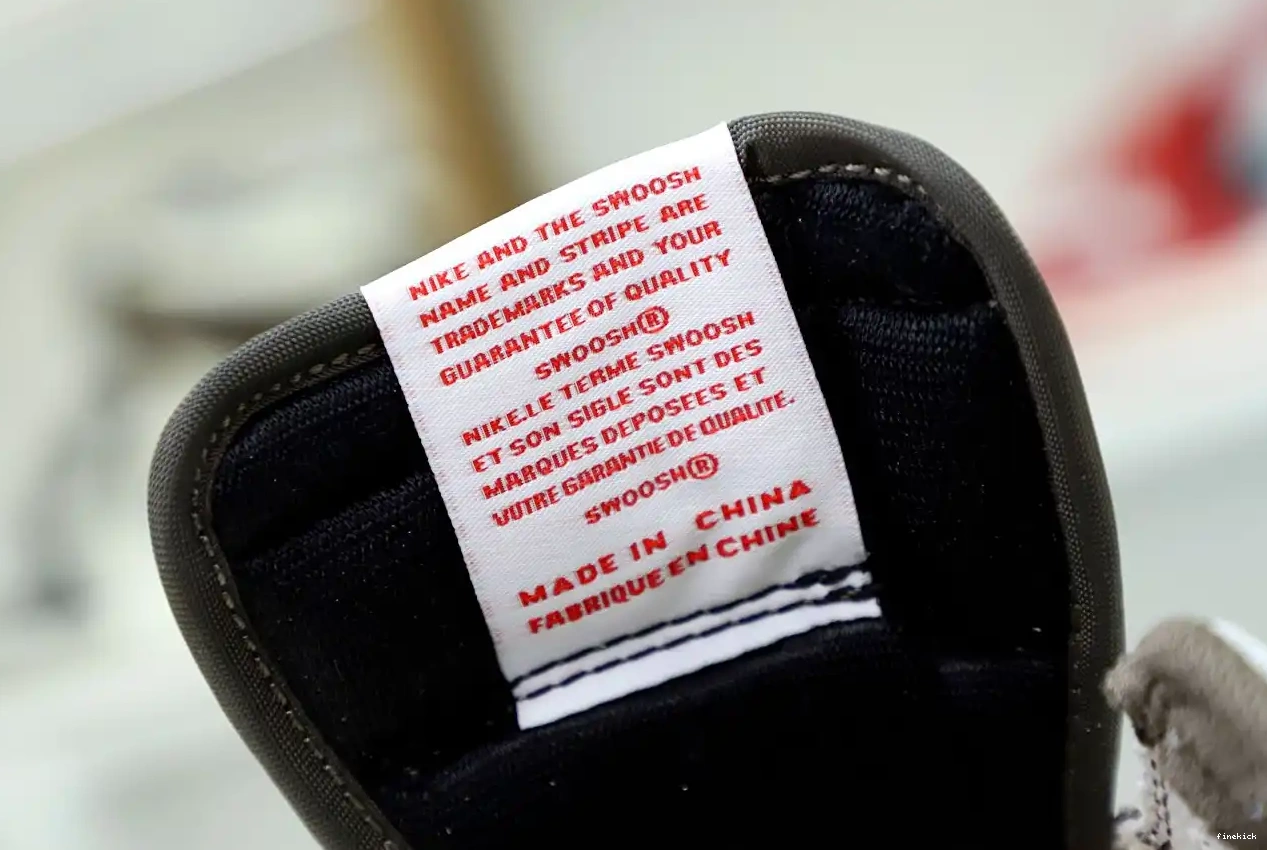 NIKE AND THE SWOOSH
NAME AND STRIPE ARE
TRADEMARKS AND YOUR
GUARANTEE OF QUALITY
SWOOSH®
NIKE.LE TERME SWOOSH
ET SON SIGLE SONT DES
MARQUES DEPOSEES ET
VOTRE GARANTIE DE QUALITE.
SWOOSH®
MADE IN CHINA
FABRIQUE EN CHINE
finekick